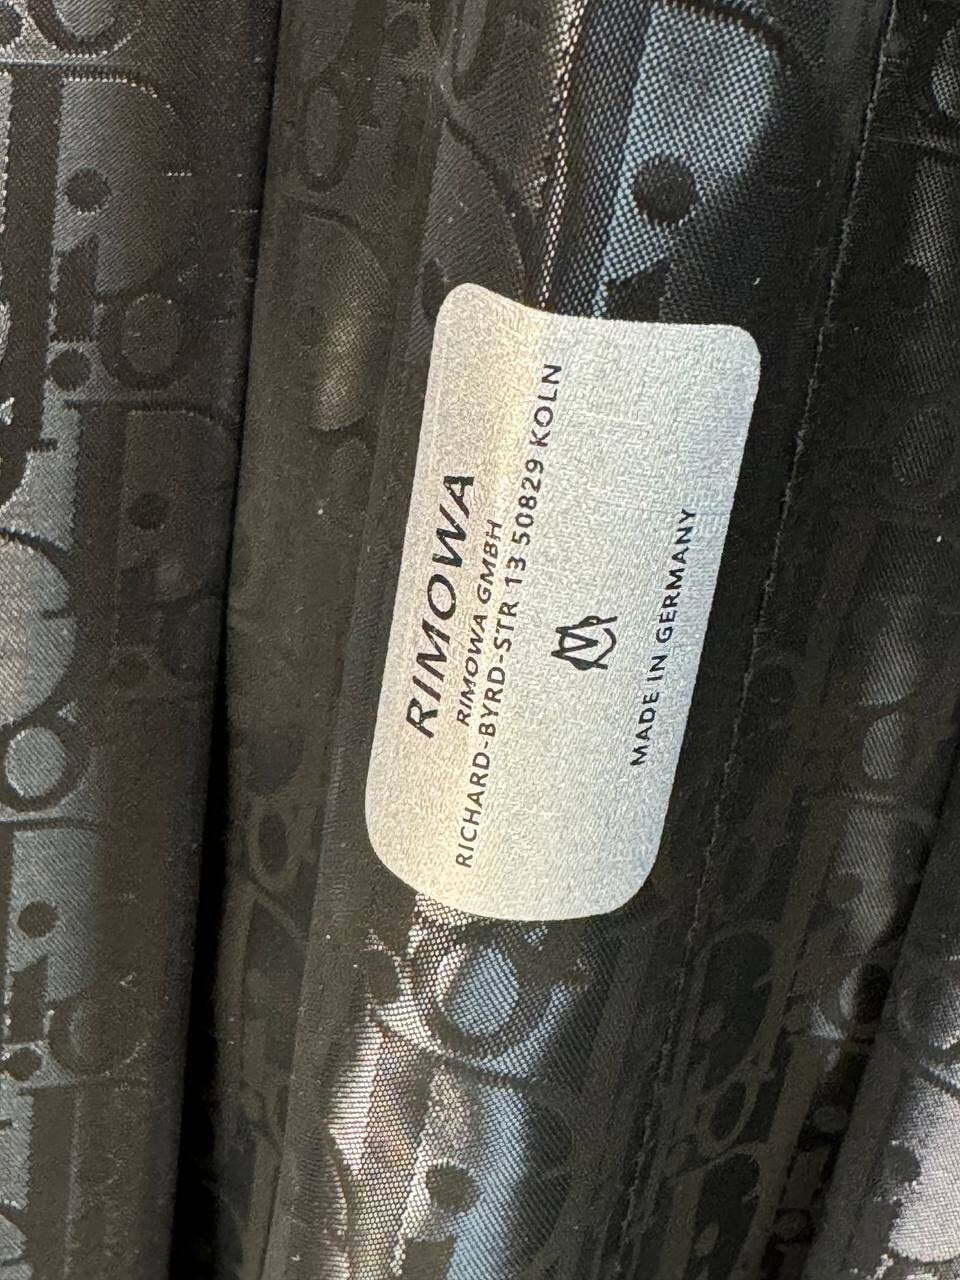 RIMOWA
RIMOWA GMBH
RICHARD-BYRD-STR 13 50829 KOLN
MADE IN GERMANY